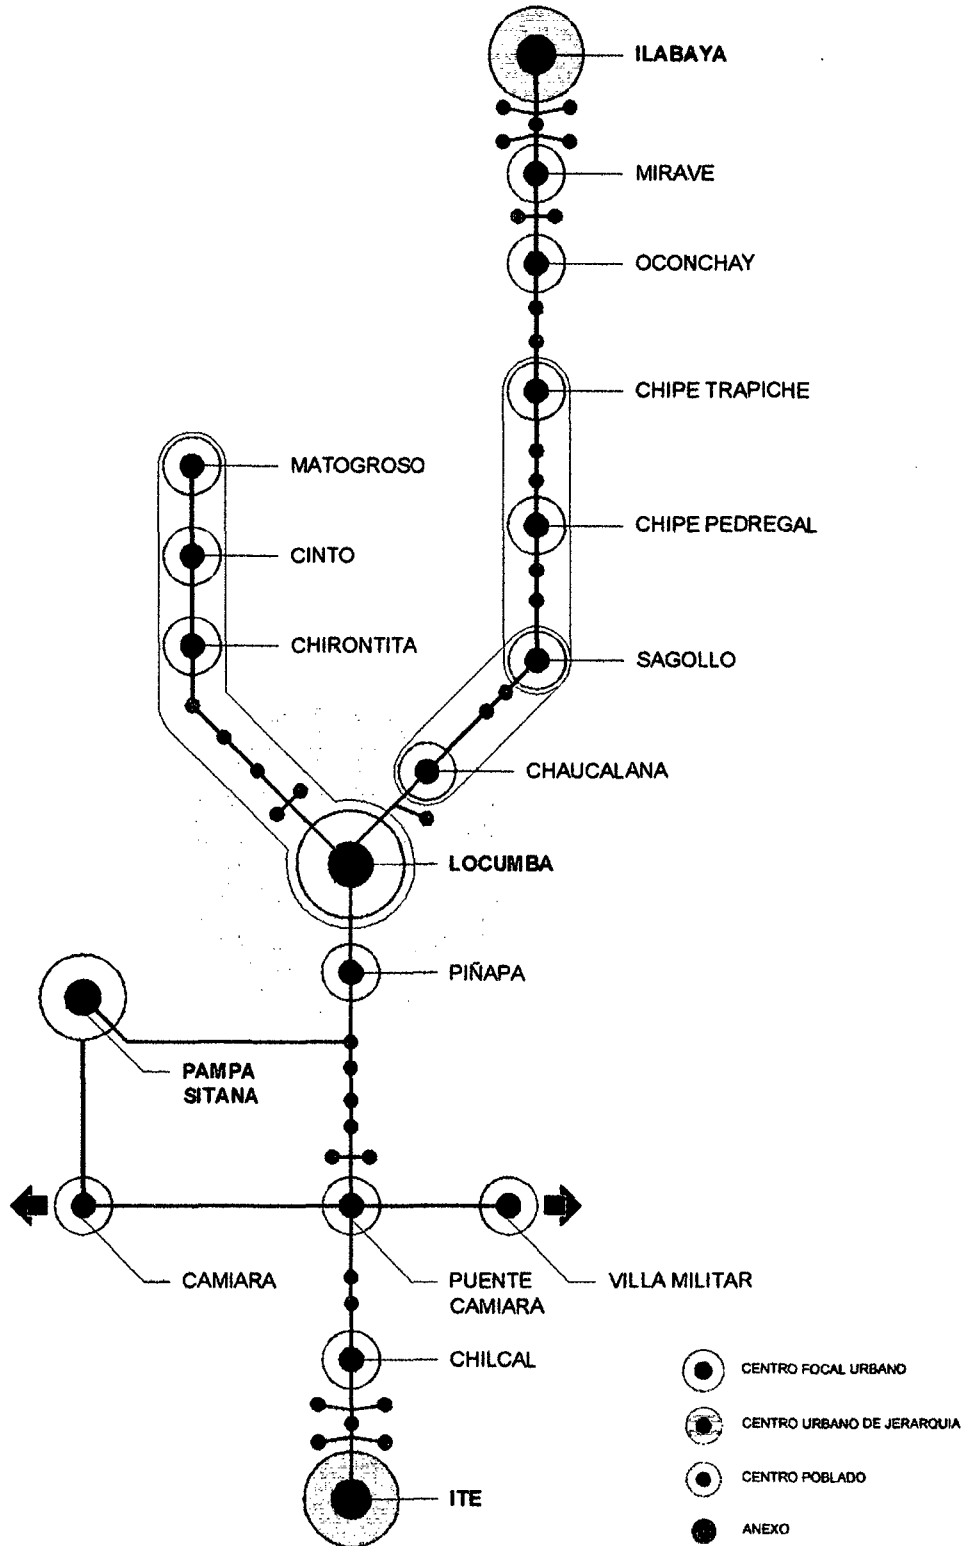 ILABAYA
MIRAVE
OCONCHAY
CHIPE TRAPICHE
MATOGROSO
CHIPE PEDREGAL
CINTO
CHIRONTITA
SAGOLLO
CHAUCALANA
LOCUMBA
PIÑAPA
PAMPA
SITANA
CAMIARA
PUENTE
CAMIARA
VILLA MILITAR
CHILCAL
CENTRO FOCAL URBANO
CENTRO URBANO DE JERARQUIA
CENTRO POBLADO
ITE
ANEXO